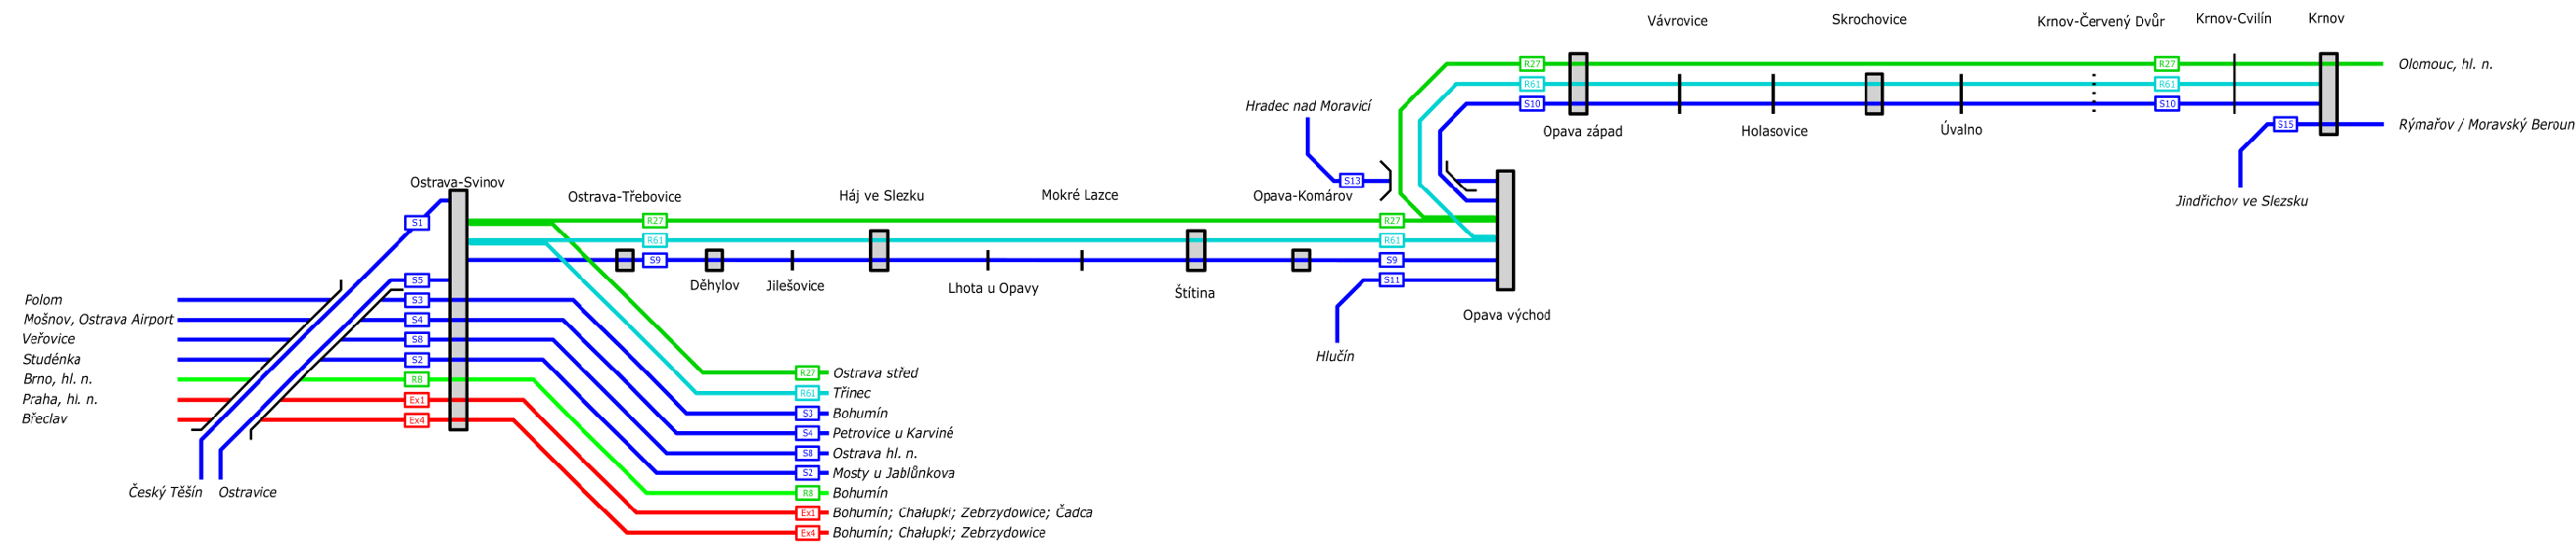 Vávrovice
Skrochovice
Krnov-Červený Dvůr
Krnov-Cvilín
Krnov
R27
R27
Olomouc, hl. n.
R61
R61
Hradec nad Moravicí
S10
S10
S15
Rýmařov / Moravský Beroun
Opava západ
Holasovice
Úvalno
S13
Ostrava-Svinov
Ostrava-Třebovice
Háj ve Slezku
Mokré Lazce
Opava-Komárov
Jindřichov ve Slezsku
S1
R27
R27
R61
R61
S9
S9
S5
Děhylov
Jilešovice
Lhota u Opavy
Štítina
S11
Polom
S3
Mošnov, Ostrava Airport
S4
Opava východ
Veřovice
S8
Studénka
S2
Hlučín
Brno, hl. n.
R8
R27
Ostrava střed
Praha, hl. n.
Ex1
R61
Třinec
Břeclav
Ex4
S3
Bohumín
S4
Petrovice u Karviné
S8
Ostrava hl. n.
S2
Mosty u Jablůnkova
Český Těšín
Ostravice
R8
Bohumín
Ex1
Bohumín; Chałupki; Zebrzydowice; Čadca
Ex4
Bohumín; Chałupki; Zebrzydowice